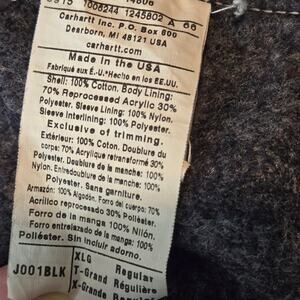 1006244 1245802 A 66
Carhartt Inc. P.O. Box 600
Dearborn, MI 48121 USA
carhartt.com
Made in the USA
Fabriqué aux É.-U.•Hecho en los EE.UU.
Shell: 100% Cotton. Body Lining:
70% Reprocessed Acrylic 30%
Polyester. Sleeve Lining: 100% Nylon.
Sleeve Interlining: 100% Polyester.
Exclusive of trimming.
Extérieur: 100% Coton. Doublure du
corps: 70% Acrylique retransformé 30%
Polyester. Doublure de la manche: 100%
Nylon. Entredoublure de la manche: 100%
Polyester. Sans garniture.
Armazón: 100% Algodón. Forro del cuerpo: 70%
Acrílico reprocesado 30% Poliéster.
Forro de la manga: 100% Nilón.
Forro entrelazado de la manga: 100%
Poliéster. Sin incluir adorno.
J001BLK
XLG Regular
T-Grand Régulière
X-Grande